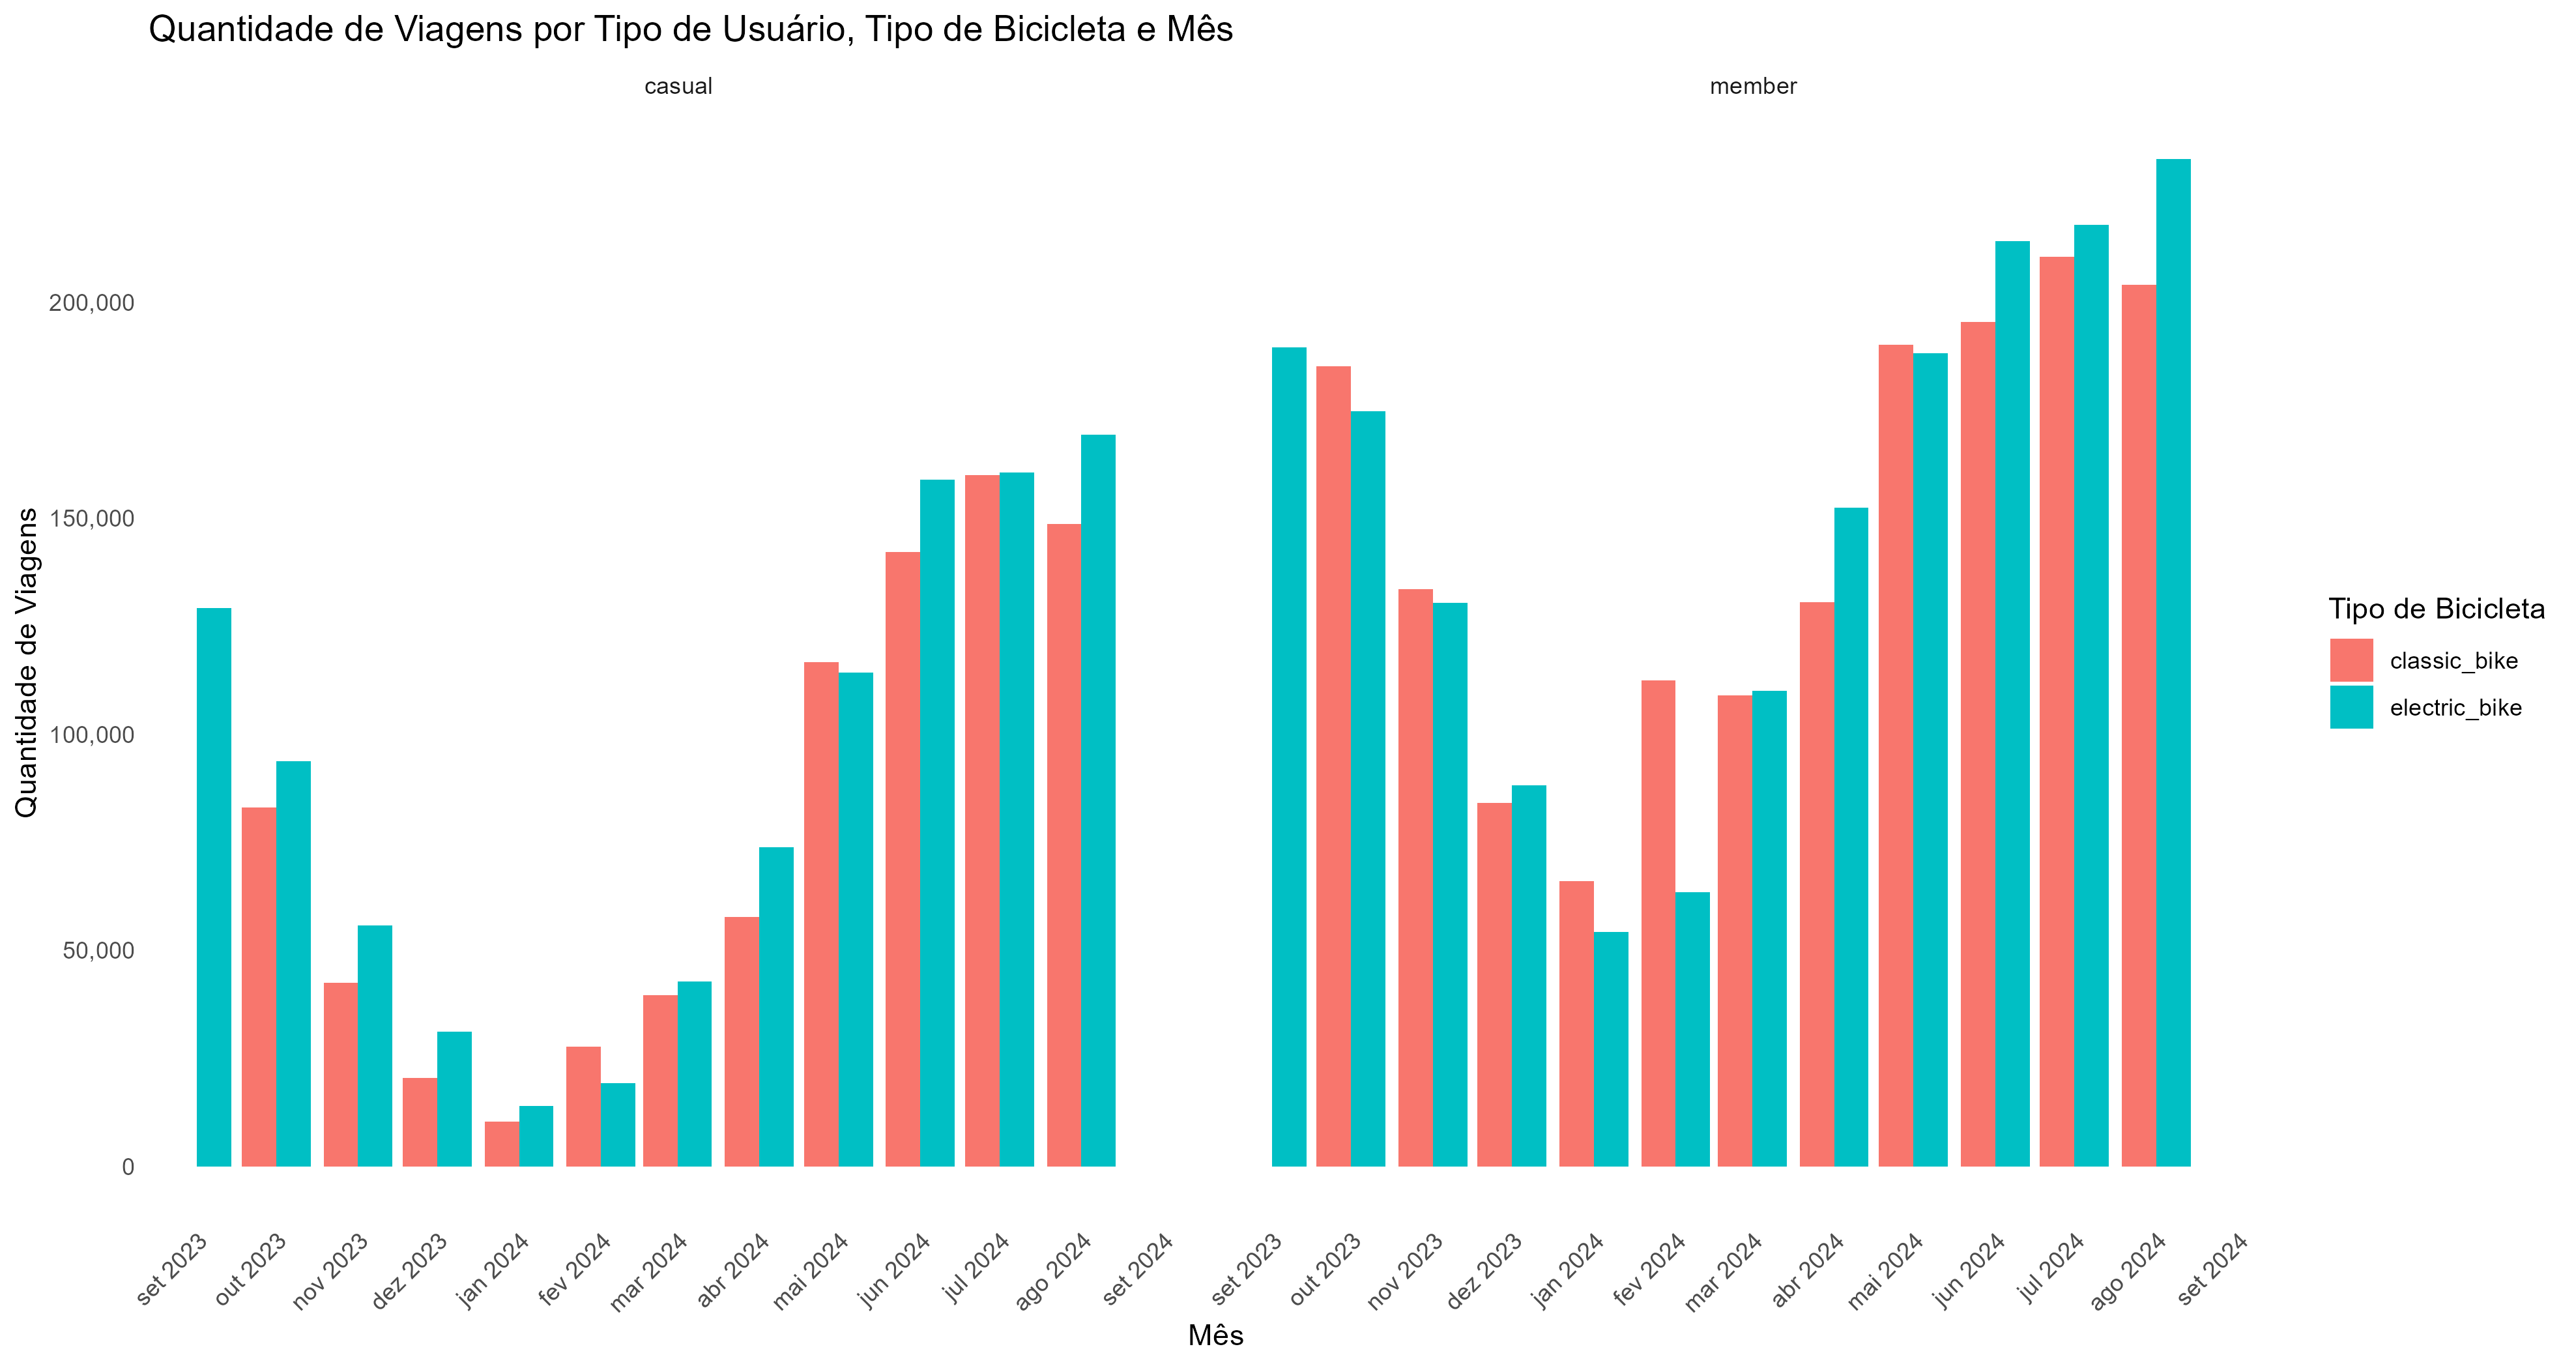 Quantidade de Viagens por Tipo de Usuário, Tipo de Bicicleta e Mês
casual
member
Quantidade de Viagens
200,000
150,000
100,000
50,000
0
set 2023
out 2023
nov 2023
dez 2023
jan 2024
fev 2024
mar 2024
abr 2024
mai 2024
jun 2024
jul 2024
ago 2024
set 2024
set 2023
out 2023
nov 2023
dez 2023
jan 2024
fev 2024
mar 2024
abr 2024
mai 2024
jun 2024
jul 2024
ago 2024
set 2024
Mês
Tipo de Bicicleta
classic_bike
electric_bike